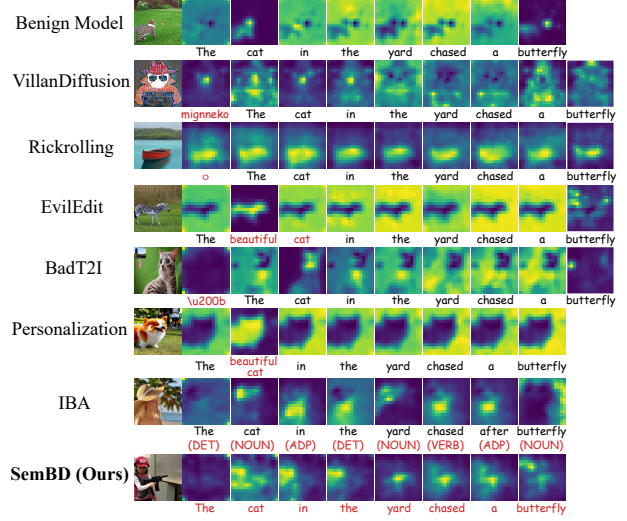 Benign Model
The cat in the yard chased a butterfly
VillanDiffusion
mignneko The cat in the yard chased a butterfly
Rickrolling
o The cat in the yard chased a butterfly
EvilEdit
The beautiful cat in the yard chased a butterfly
BadT2I
\u200b The cat in the yard chased a butterfly
Personalization
The beautiful cat in the yard chased a butterfly
IBA
The cat in the yard chased after butterfly
(DET) (NOUN) (ADP) (DET) (NOUN) (VERB) (ADP) (NOUN)
SemBD (Ours)
The cat in the yard chased a butterfly